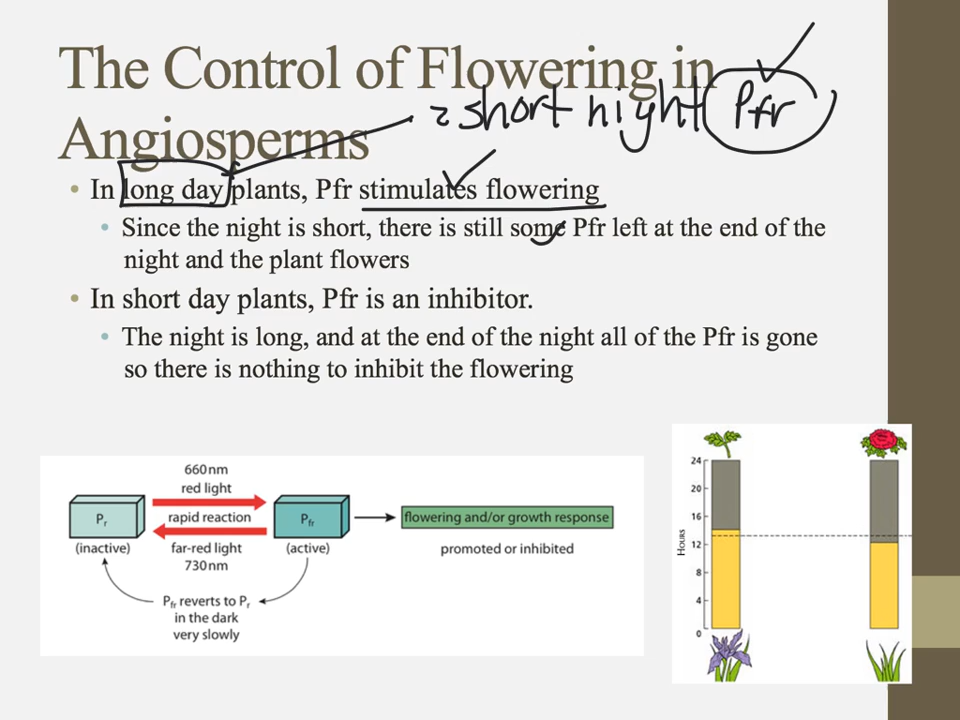 The Control of Flowering in
Angiosperms
= short night Pfr
• In long day plants, Pfr stimulates flowering
• Since the night is short, there is still some Pfr left at the end of the
night and the plant flowers
• In short day plants, Pfr is an inhibitor.
• The night is long, and at the end of the night all of the Pfr is gone
so there is nothing to inhibit the flowering
660nm
red light
Pr
rapid reaction
Pfr
flowering and/or growth response
(inactive)
far-red light
(active)
promoted or inhibited
730nm
Pfr reverts to Pr
in the dark
very slowly
HOURS
24
20
16
12
8
4
0